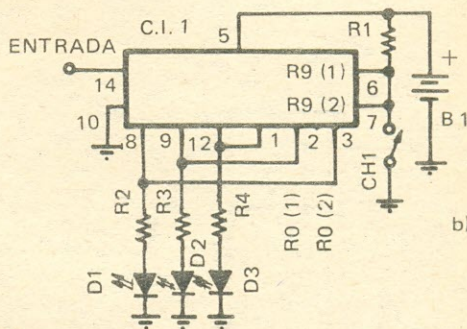 C.I. 1
5
R1
ENTRADA
+
14
R9 (1)
6
R9 (2)
B1
10
7
8
9
12
1
2
3
CH1
R2
R3
R4
R0 (1)
R0 (2)
b)
D1
D2
D3